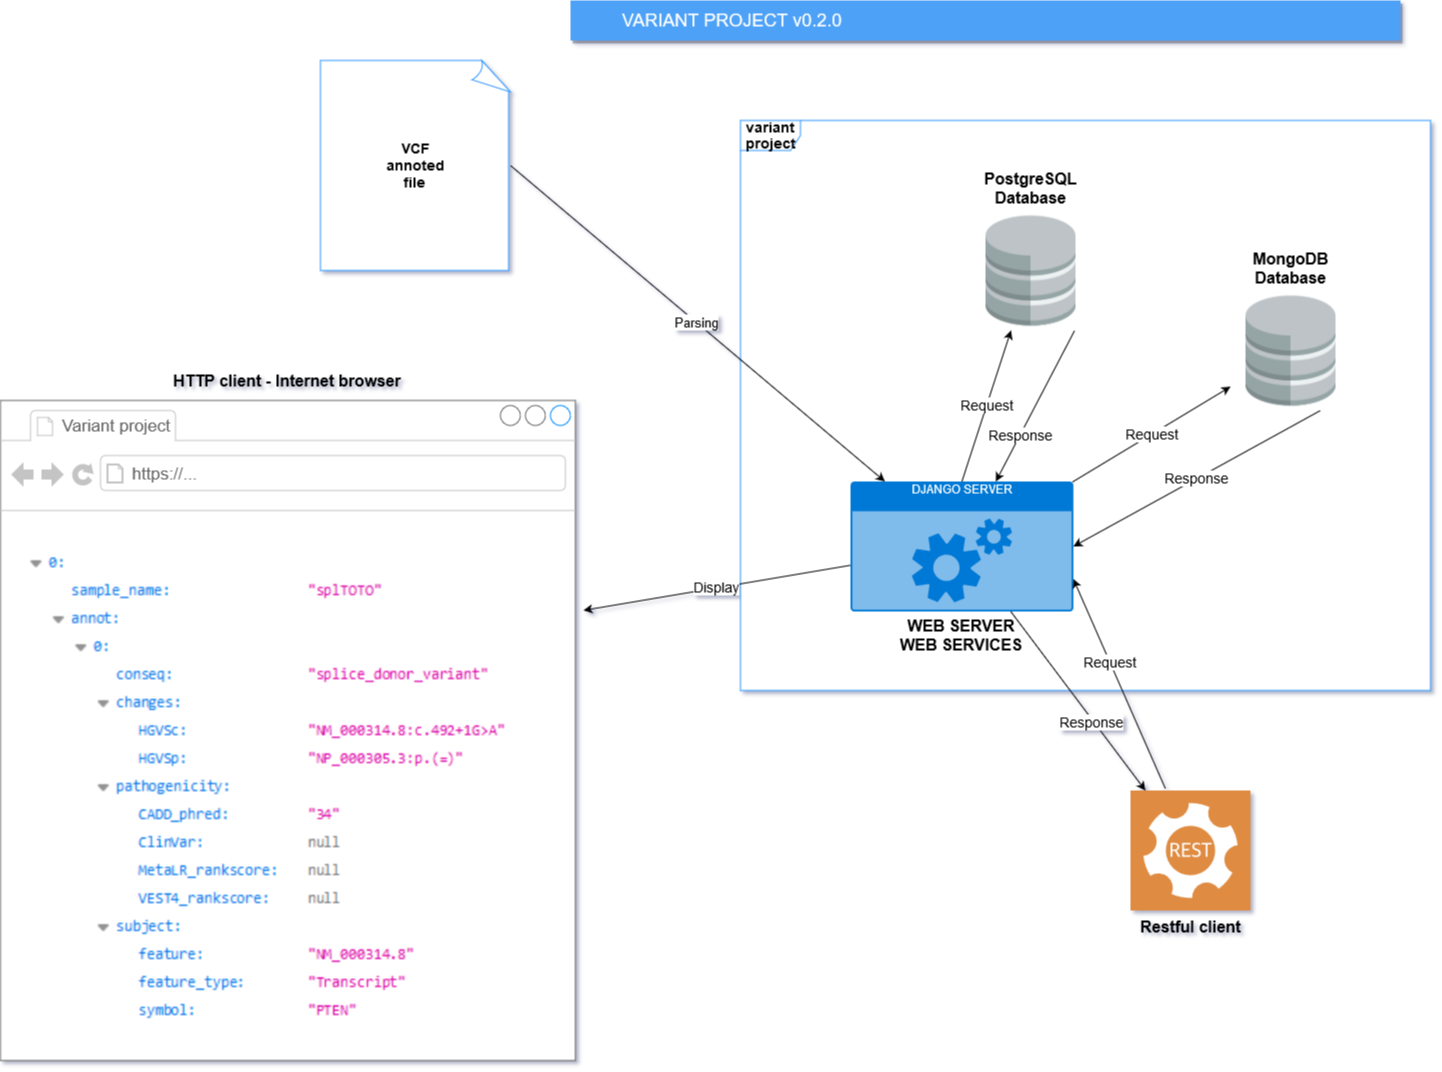 VARIANT PROJECT v0.2.0
VCF
annoted
file
variant
project
PostgreSQL
Database
MongoDB
Database
Parsing
HTTP client - Internet browser
Variant project
https://...
Request
Response
Request
Response
DJANGO SERVER
WEB SERVER
WEB SERVICES
Display
Request
Response
REST
Restful client
0:
sample_name: "splTOTO"
annot:
0:
conseq: "splice_donor_variant"
changes:
HGVSc: "NM_000314.8:c.492+1G>A"
HGVSp: "NP_000305.3:p.(=)"
pathogenicity:
CADD_phred: "34"
ClinVar: null
MetaLR_rankscore: null
VEST4_rankscore: null
subject:
feature: "NM_000314.8"
feature_type: "Transcript"
symbol: "PTEN"